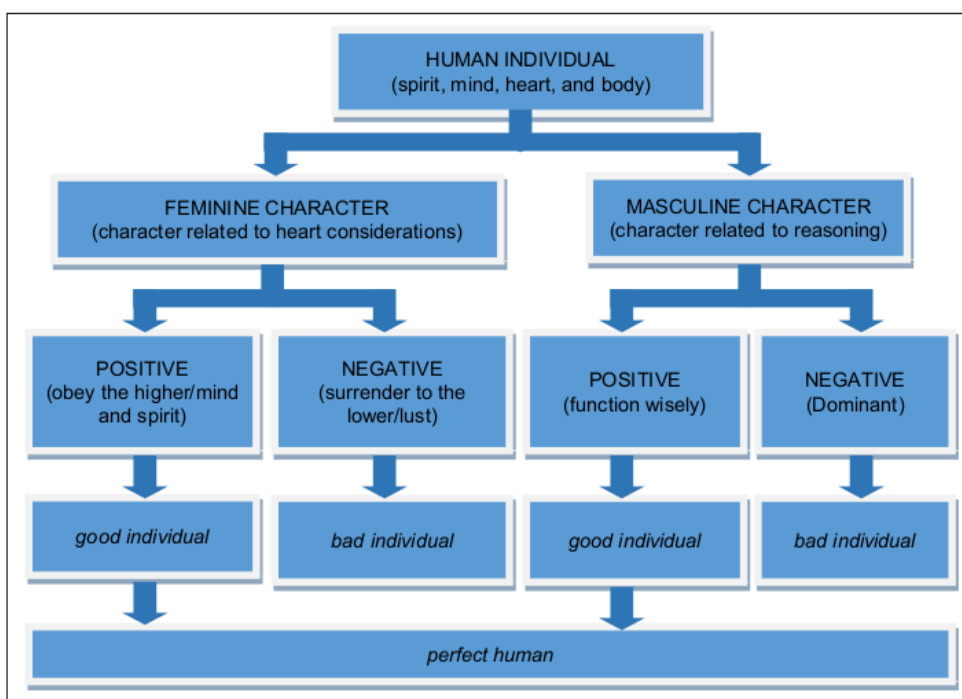 HUMAN INDIVIDUAL
(spirit, mind, heart, and body)
FEMININE CHARACTER
(character related to heart considerations)
MASCULINE CHARACTER
(character related to reasoning)
POSITIVE
(obey the higher/mind
and spirit)
NEGATIVE
(surrender to the
lower/lust)
POSITIVE
(function wisely)
NEGATIVE
(Dominant)
good individual
bad individual
good individual
bad individual
perfect human